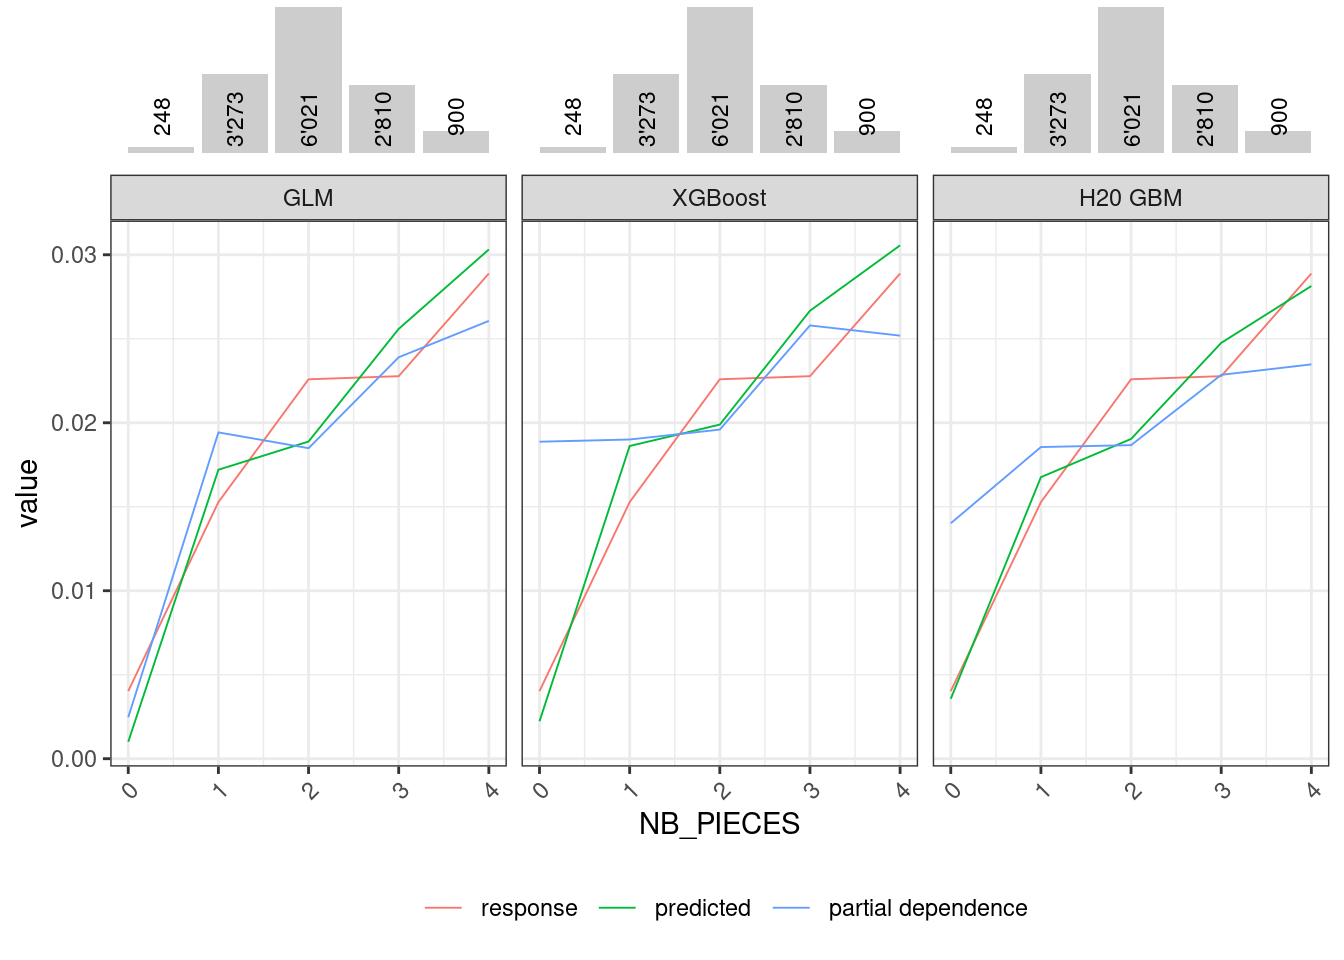 248 3'273 6'021 2'810 900 248 3'273 6'021 2'810 900 248 3'273 6'021 2'810 900
GLM XGBoost H20 GBM
0.03
0.02
0.01
0.00
value
0 1 2 3 4 0 1 2 3 4 0 1 2 3 4
NB_PIECES
response predicted partial dependence